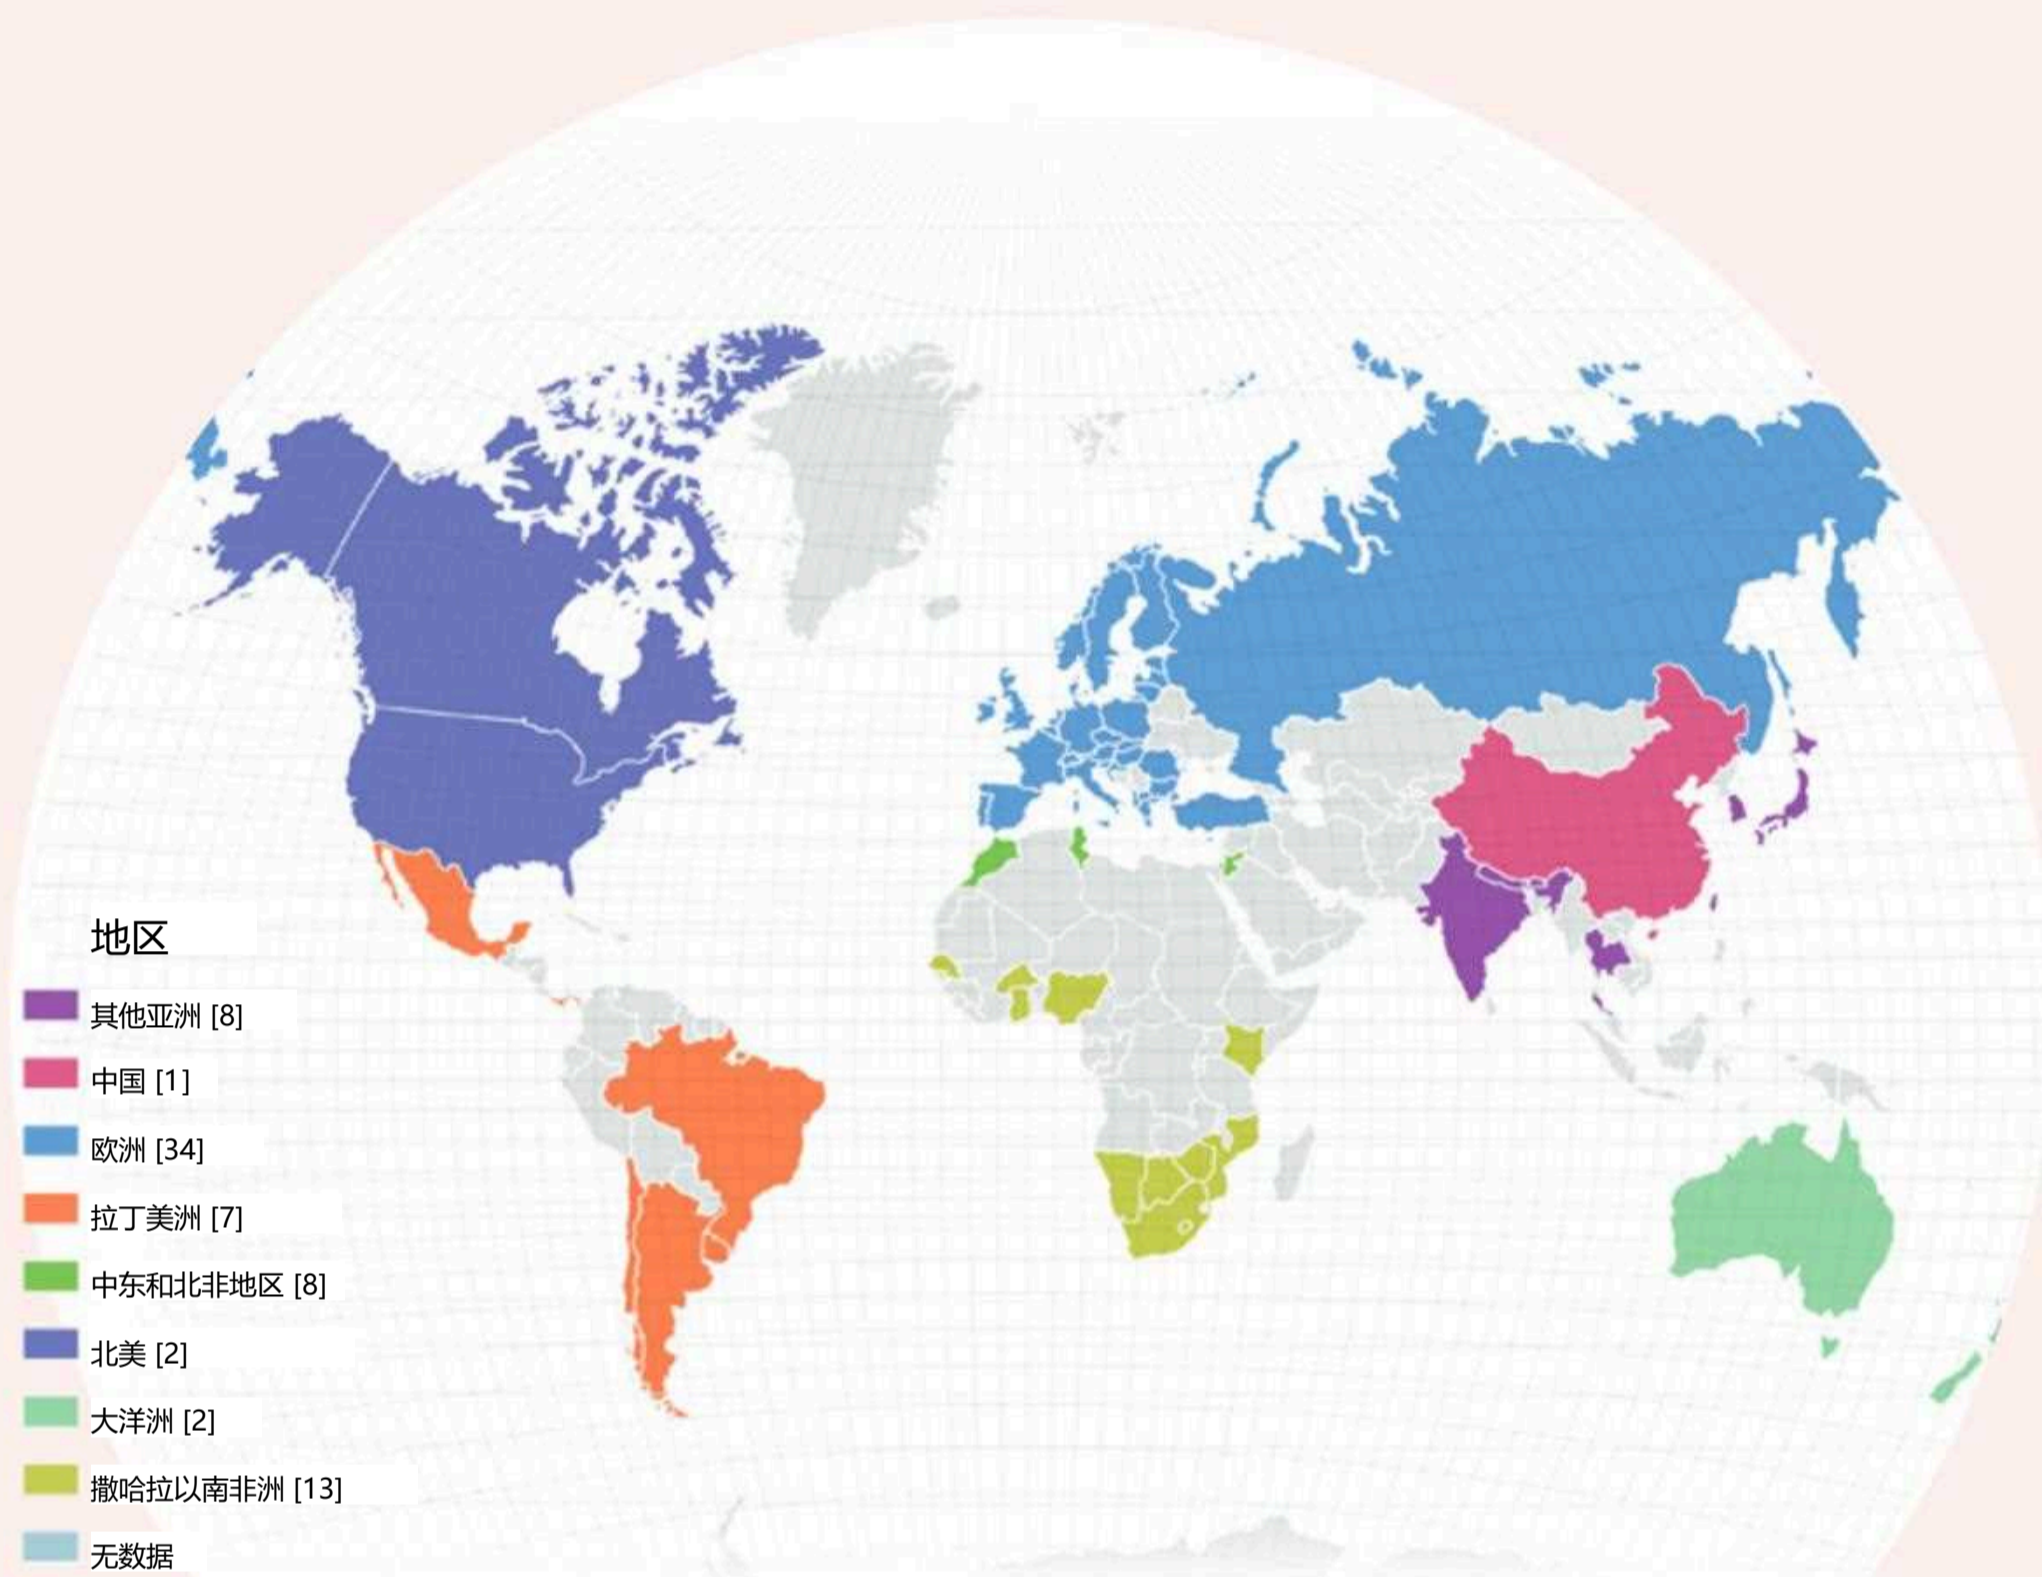 地区
其他亚洲 [8]
中国 [1]
欧洲 [34]
拉丁美洲 [7]
中东和北非地区 [8]
北美 [2]
大洋洲 [2]
撒哈拉以南非洲 [13]
无数据